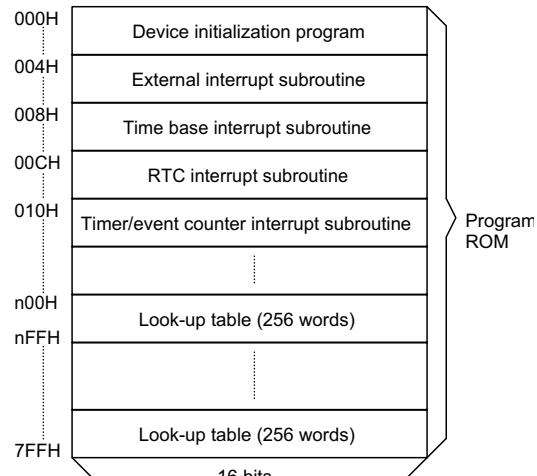 000H
Device initialization program
004H
External interrupt subroutine
008H
Time base interrupt subroutine
00CH
RTC interrupt subroutine
010H
Timer/event counter interrupt subroutine
Program
ROM
n00H
Look-up table (256 words)
nFFH
Look-up table (256 words)
7FFH
16 bits